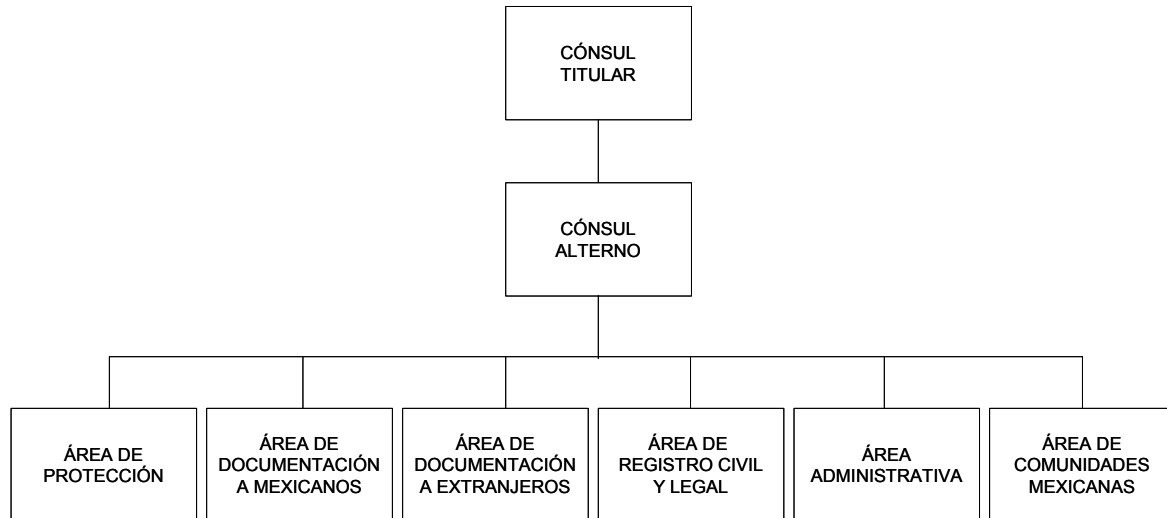 CÓNSUL
TITULAR
CÓNSUL
ALTERNO
ÁREA DE
PROTECCIÓN
ÁREA DE
DOCUMENTACIÓN
A MEXICANOS
ÁREA DE
DOCUMENTACIÓN
A EXTRANJEROS
ÁREA DE
REGISTRO CIVIL
Y LEGAL
ÁREA
ADMINISTRATIVA
ÁREA DE
COMUNIDADES
MEXICANAS